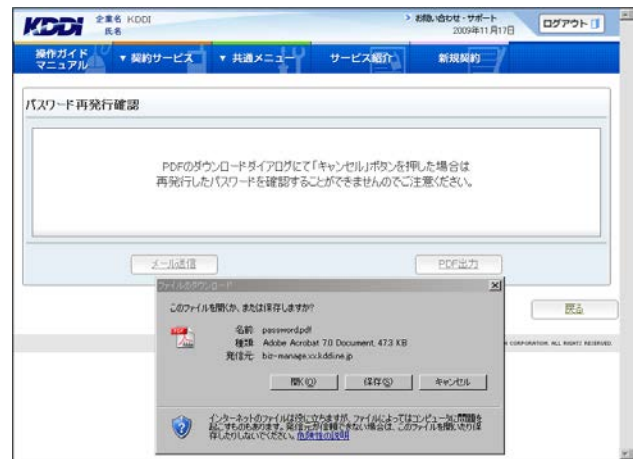 KDDI
企業名 KDDI
氏名
お問い合わせ・サポート
2009年11月17日
ログアウト
操作ガイド
マニュアル
▼ 契約サービス
▼ 共通メニュー
サービス紹介
新規契約
パスワード再発行確認
PDFのダウンロードダイアログにて「キャンセル」ボタンを押した場合は
再発行したパスワードを確認することができませんのでご注意ください。
メール送信
PDF出力
ファイルのダウンロード
このファイルを開くか、または保存しますか?
名前: password.pdf
種類: Adobe Acrobat 7.0 Document, 47.3 KB
発信元: biz-manage.xx.kddi.ne.jp
開く(O)
保存(S)
キャンセル
戻る
CORPORATION. ALL RIGHTS RESERVED.
インターネットのファイルは役に立ちますが、ファイルによってはコンピュータに問題を
起こすものもあります。発信元が信頼できない場合は、このファイルを開いたり保
存したりしないでください。危険性の説明